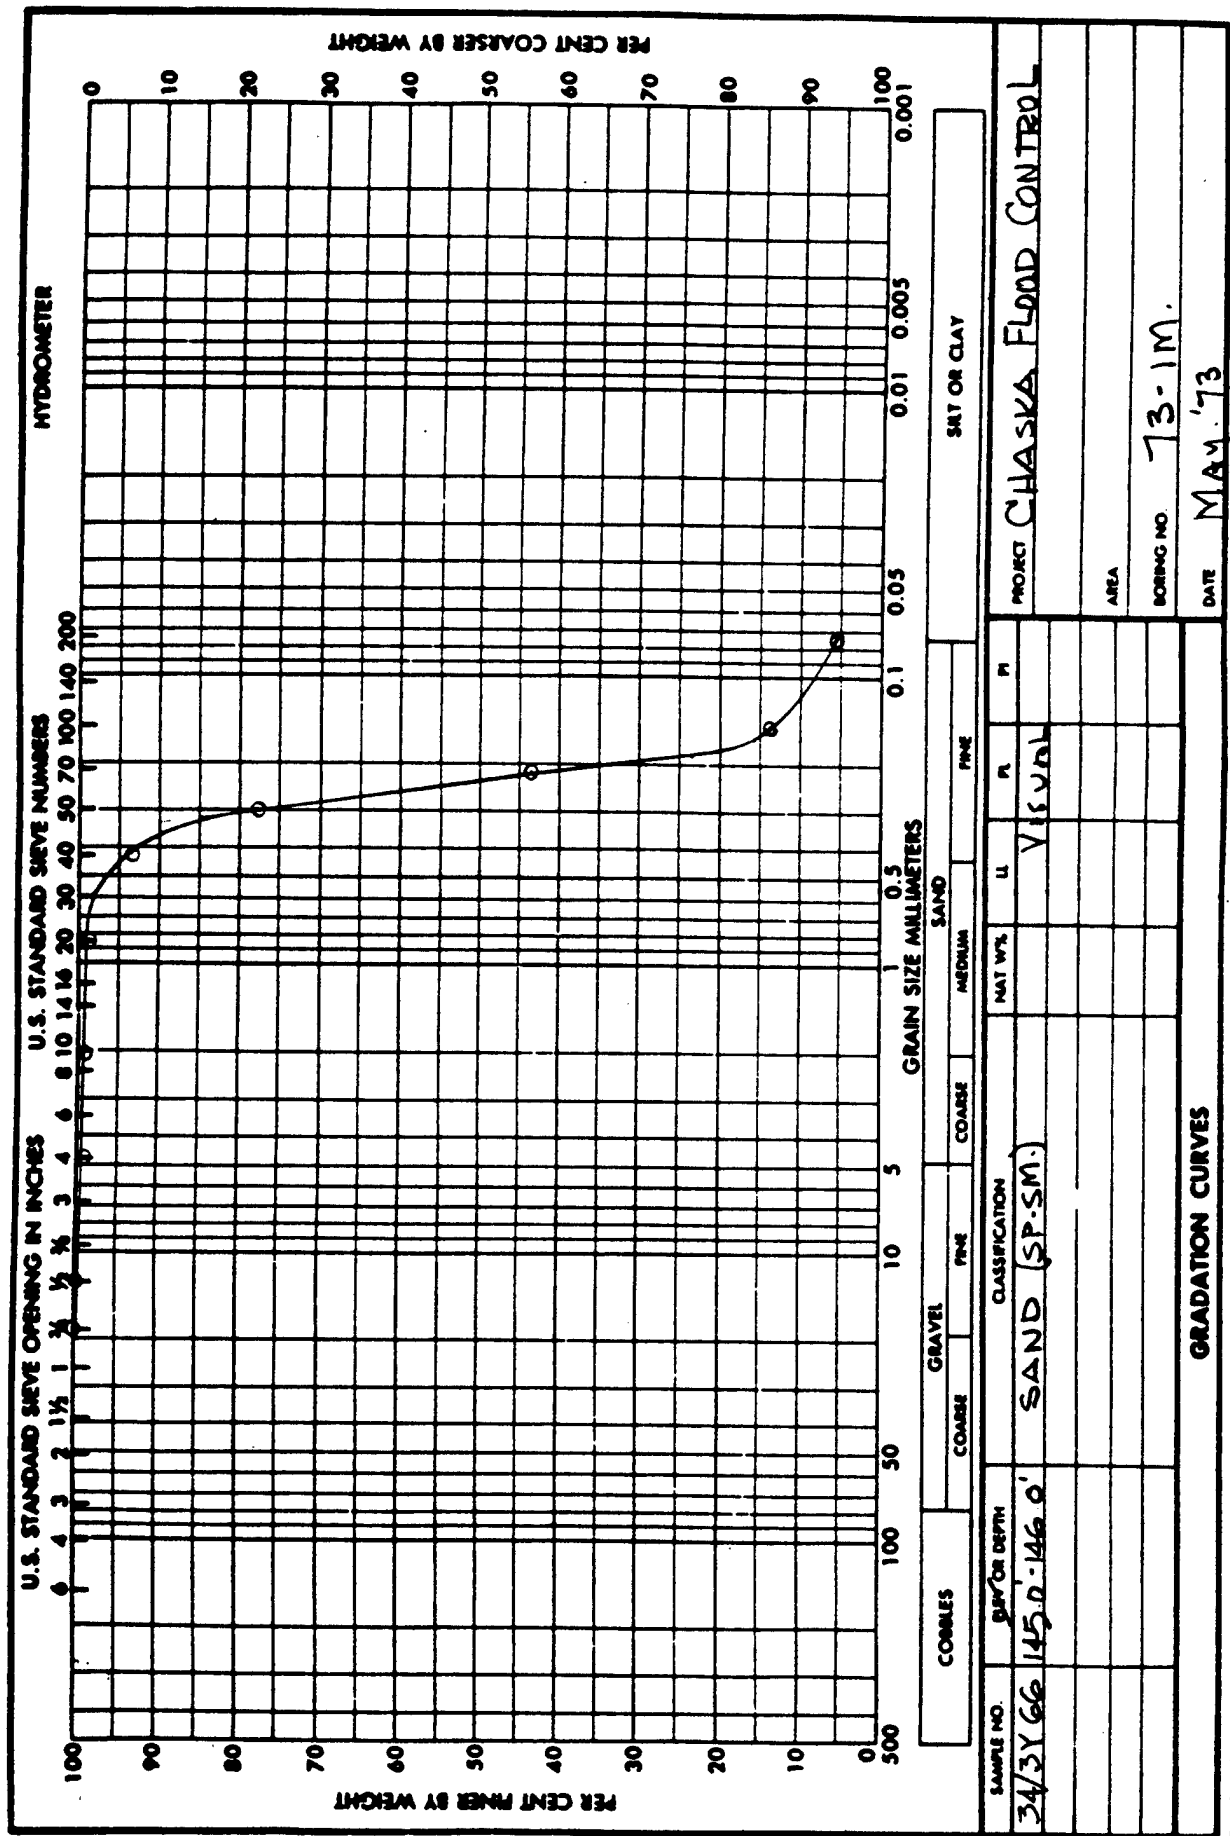 U.S. STANDARD SIEVE OPENING IN INCHES
U.S. STANDARD SIEVE NUMBERS
HYDROMETER
6 4 3 2 1½ 1 ¾ ½ ⅜ 3 4 6 8 10 14 16 20 30 40 50 70 100 140 200
PER CENT FINER BY WEIGHT
100
90
80
70
60
50
40
30
20
10
0
PER CENT COARSER BY WEIGHT
0
10
20
30
40
50
60
70
80
90
100
500 100 50 10 5 1 0.5 0.1 0.05 0.01 0.005 0.001
GRAIN SIZE MILLIMETERS
COBBLES
GRAVEL
COARSE FINE
SAND
COARSE MEDIUM FINE
SILT OR CLAY
SAMPLE NO. ELEV OR DEPTH CLASSIFICATION NAT W% LL PL PI
34/3Y66 145.0'-146.0' SAND (SP-SM.) VISUAL
PROJECT CHASKA FLOOD CONTROL
AREA
BORING NO. 73-1M.
DATE MAY. '73
GRADATION CURVES